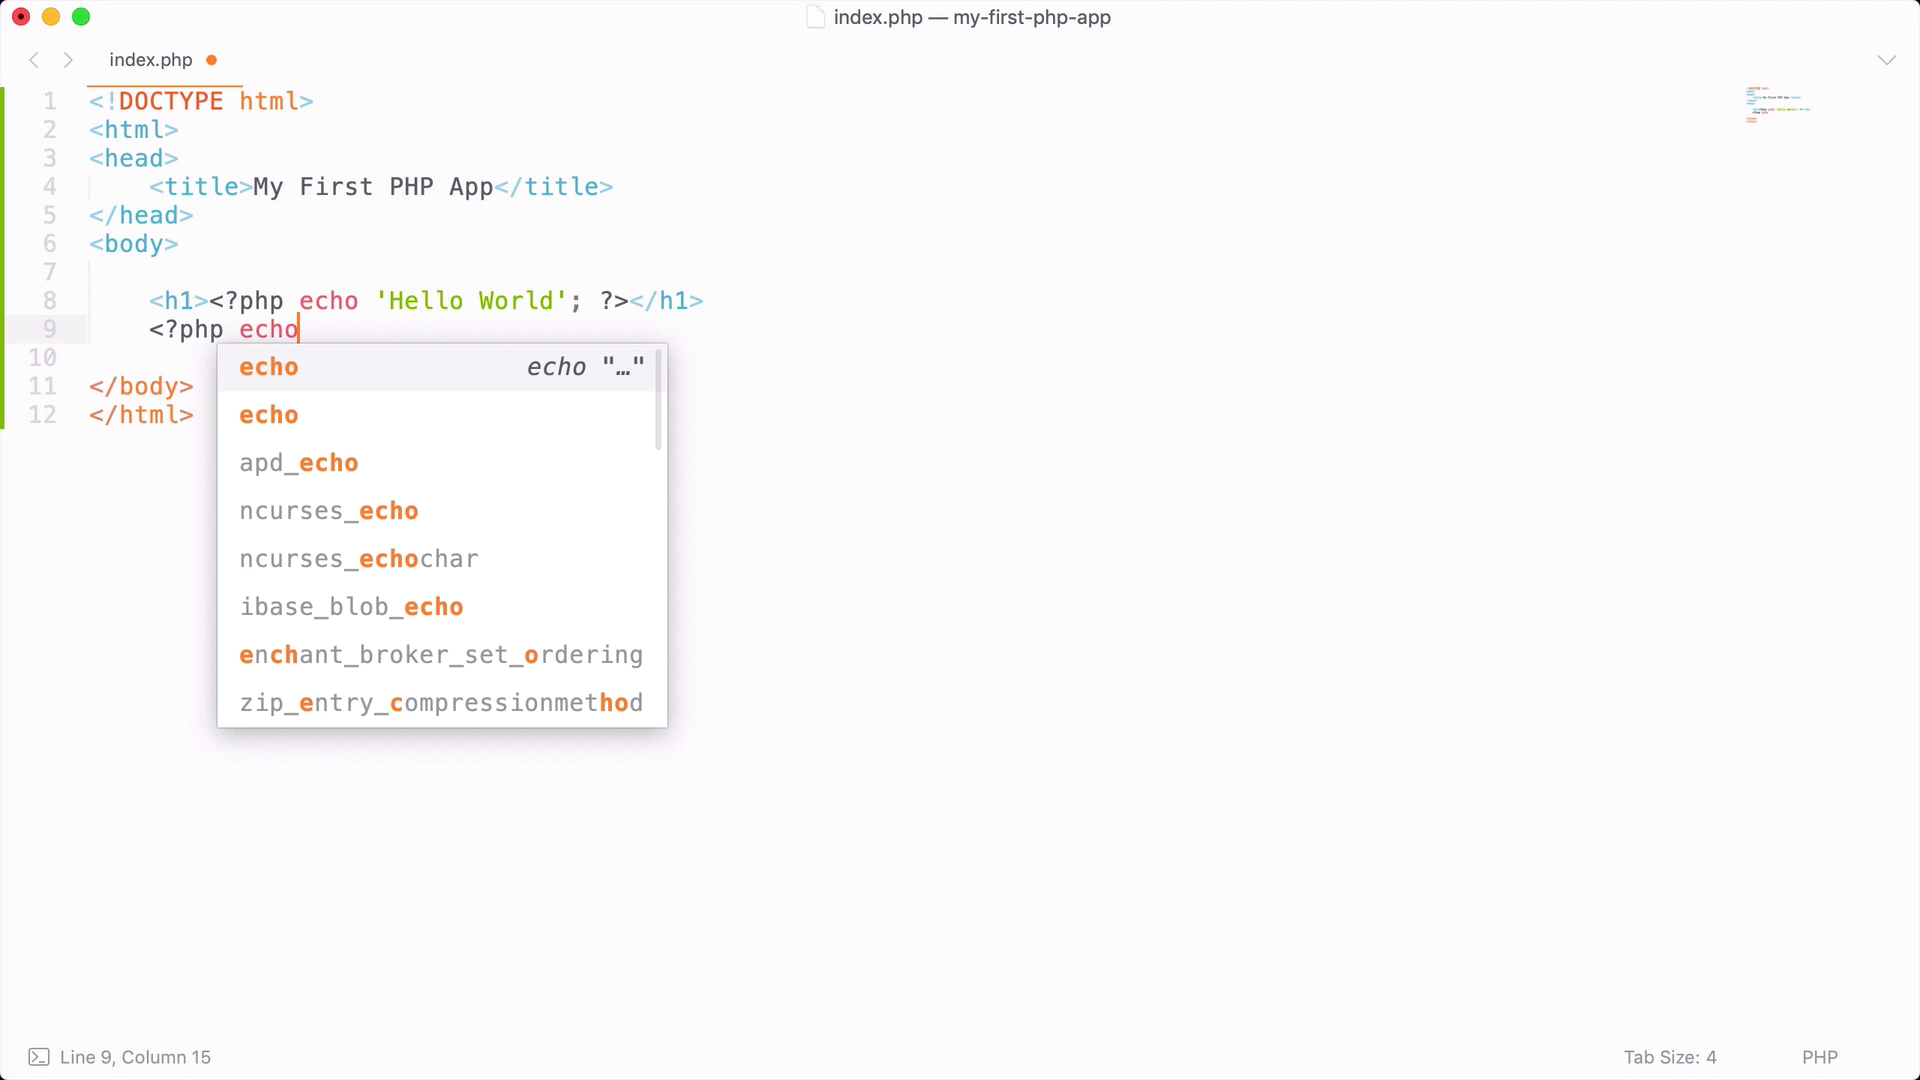 index.php — my-first-php-app
index.php
1 <!DOCTYPE html>
2 <html>
3 <head>
4 <title>My First PHP App</title>
5 </head>
6 <body>
7
8 <h1><?php echo 'Hello World'; ?></h1>
9 <?php echo
10
11 </body>
12 </html>
echo echo "…"
echo
apd_echo
ncurses_echo
ncurses_echochar
ibase_blob_echo
enchant_broker_set_ordering
zip_entry_compressionmethod
Line 9, Column 15
Tab Size: 4
PHP